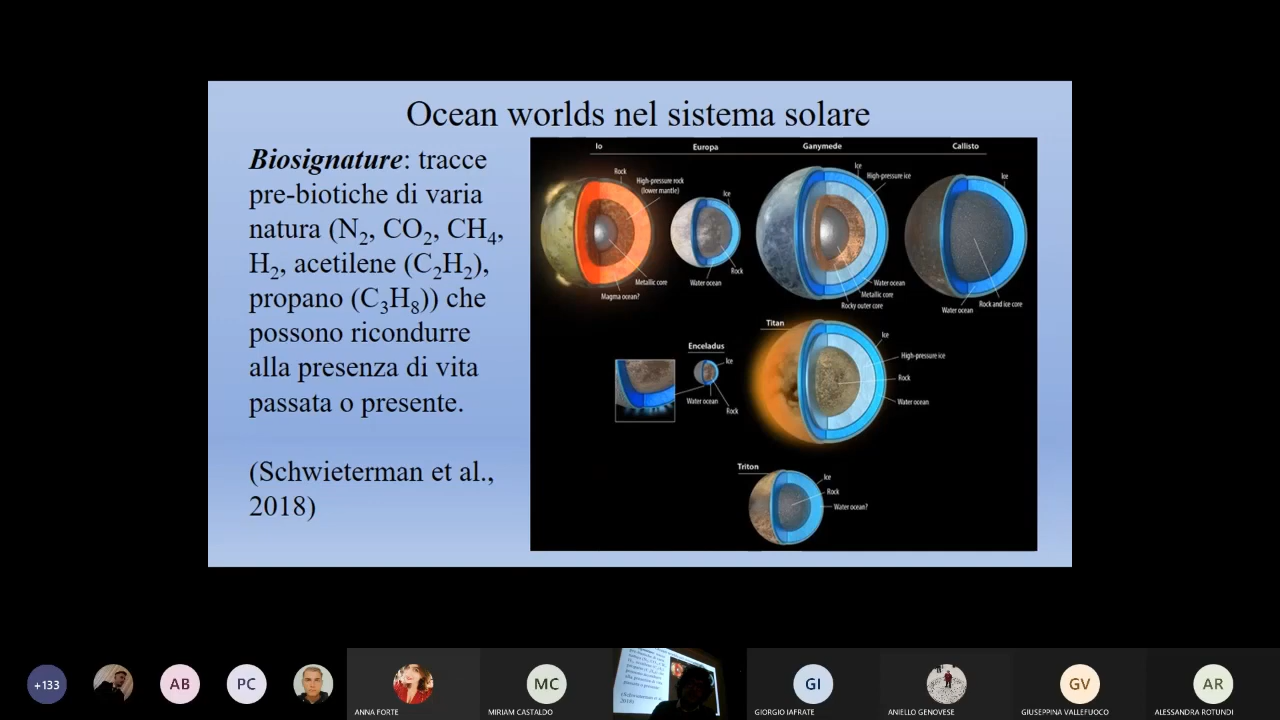 Ocean worlds nel sistema solare
Biosignature: tracce
pre-biotiche di varia
natura (N2, CO2, CH4,
H2, acetilene (C2H2),
propano (C3H8)) che
possono ricondurre
alla presenza di vita
passata o presente.
(Schwieterman et al.,
2018)
Io
Europa
Ganymede
Callisto
Rock
High-pressure rock
(lower mantle)
Metallic core
Magma ocean?
Ice
Rock
Water ocean
Ice
High-pressure ice
Water ocean
Metallic core
Rocky outer core
Ice
Rock and ice core
Water ocean
Titan
Ice
High-pressure ice
Rock
Water ocean
Enceladus
Ice
Water ocean
Rock
Triton
Ice
Rock
Water ocean?
+133
AB
PC
ANNA FORTE
MC
MIRIAM CASTALDO
GI
GIORGIO IAFRATE
ANIELLO GENOVESE
GV
GIUSEPPINA VALLEFUOCO
AR
ALESSANDRA ROTUNDI